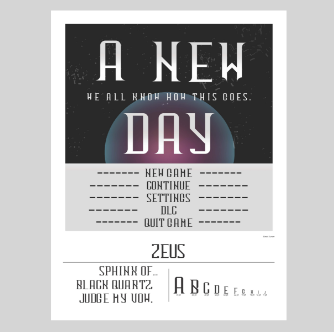 A NEW
WE ALL KNOW HOW THIS GOES.
DAY
------- NEW GAME -------
------- CONTINUE -------
------- SETTINGS -------
------- DLC -------
------- QUIT GAME -------
ZEUS
SPHINX OF...
BLACK QUARTZ,
JUDGE MY VOW.
ABCDEFGHIJ